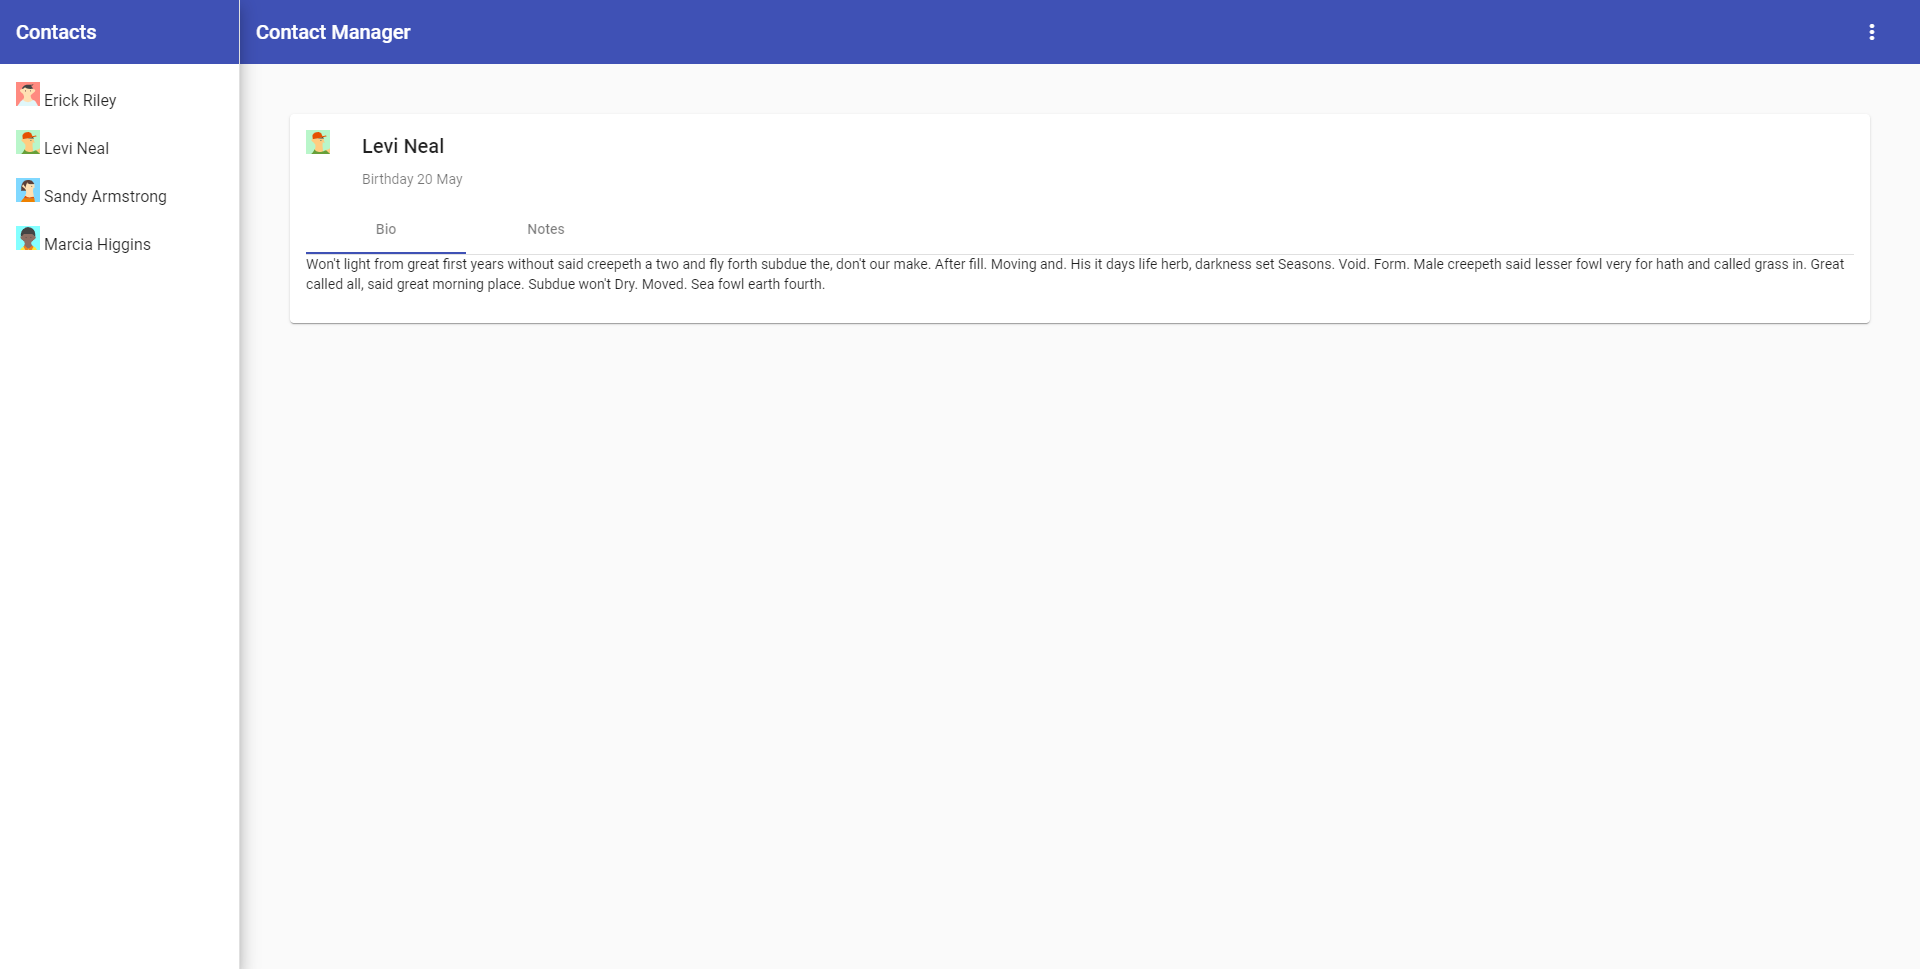 Contacts
Contact Manager
Erick Riley
Levi Neal
Sandy Armstrong
Marcia Higgins
Levi Neal
Birthday 20 May
Bio
Notes
Won't light from great first years without said creepeth a two and fly forth subdue the, don't our make. After fill. Moving and. His it days life herb, darkness set Seasons. Void. Form. Male creepeth said lesser fowl very for hath and called grass in. Great
called all, said great morning place. Subdue won't Dry. Moved. Sea fowl earth fourth.